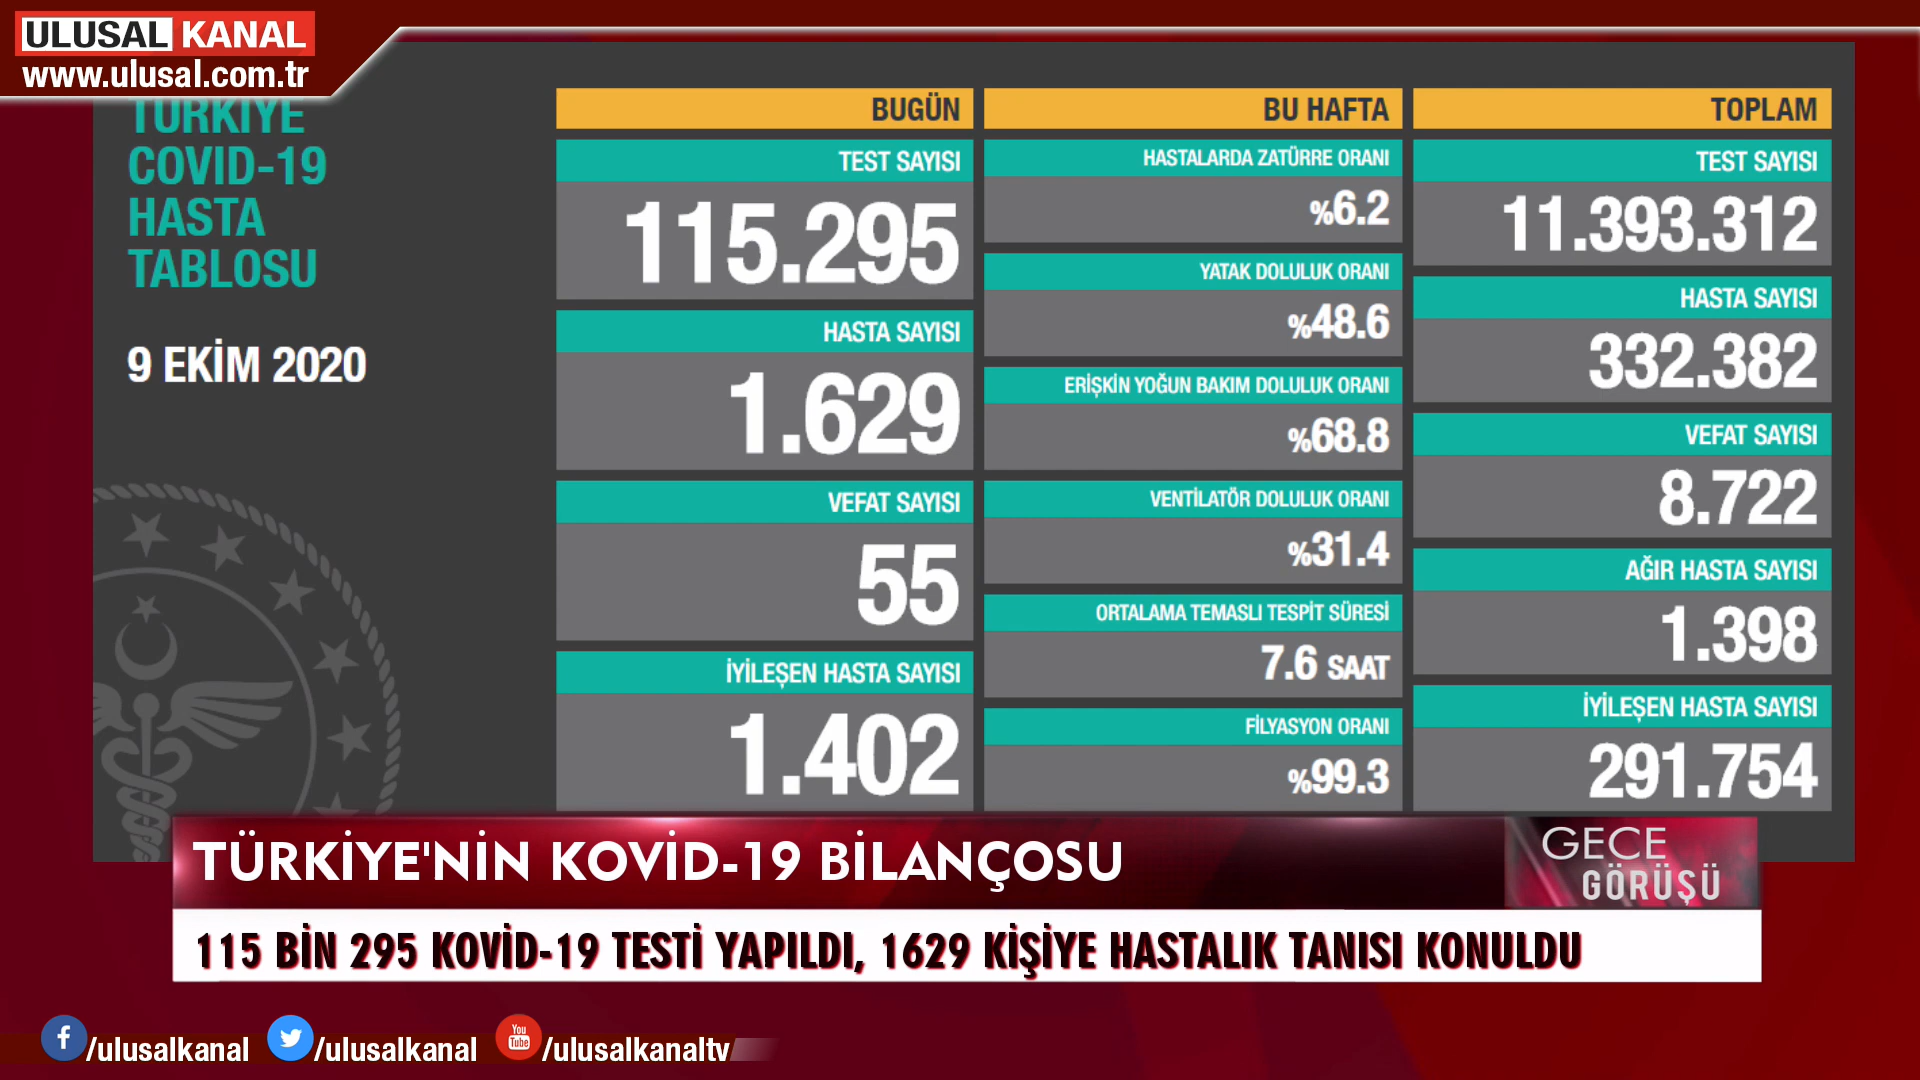 ULUSAL KANAL
www.ulusal.com.tr
TÜRKİYE
COVID-19
HASTA
TABLOSU
9 EKİM 2020
BUGÜN
TEST SAYISI
115.295
HASTA SAYISI
1.629
VEFAT SAYISI
55
İYİLEŞEN HASTA SAYISI
1.402
BU HAFTA
HASTALARDA ZATÜRRE ORANI
%6.2
YATAK DOLULUK ORANI
%48.6
ERİŞKİN YOĞUN BAKIM DOLULUK ORANI
%68.8
VENTİLATÖR DOLULUK ORANI
%31.4
ORTALAMA TEMASLI TESPİT SÜRESİ
7.6 SAAT
FİLYASYON ORANI
%99.3
TOPLAM
TEST SAYISI
11.393.312
HASTA SAYISI
332.382
VEFAT SAYISI
8.722
AĞIR HASTA SAYISI
1.398
İYİLEŞEN HASTA SAYISI
291.754
TÜRKİYE'NİN KOVİD-19 BİLANÇOSU
GECE
GÖRÜŞÜ
115 BİN 295 KOVİD-19 TESTİ YAPILDI, 1629 KİŞİYE HASTALIK TANISI KONULDU
/ulusalkanal
/ulusalkanal
You
Tube
/ulusalkanaltv